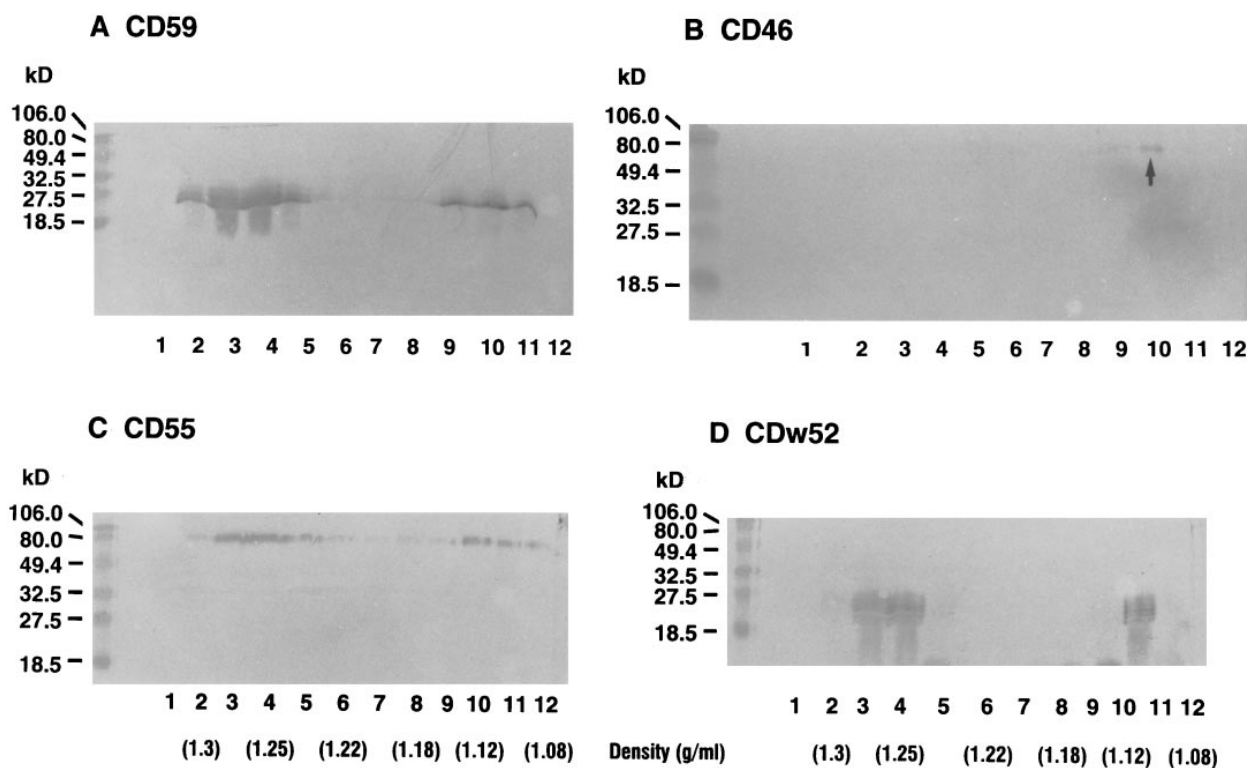 A CD59
kD
106.0
80.0
49.4
32.5
27.5
18.5
1 2 3 4 5 6 7 8 9 10 11 12
B CD46
kD
106.0
80.0
49.4
32.5
27.5
18.5
1 2 3 4 5 6 7 8 9 10 11 12
C CD55
kD
106.0
80.0
49.4
32.5
27.5
18.5
1 2 3 4 5 6 7 8 9 10 11 12
(1.3) (1.25) (1.22) (1.18) (1.12) (1.08)
D CDw52
kD
106.0
80.0
49.4
32.5
27.5
18.5
1 2 3 4 5 6 7 8 9 10 11 12
Density (g/ml) (1.3) (1.25) (1.22) (1.18) (1.12) (1.08)